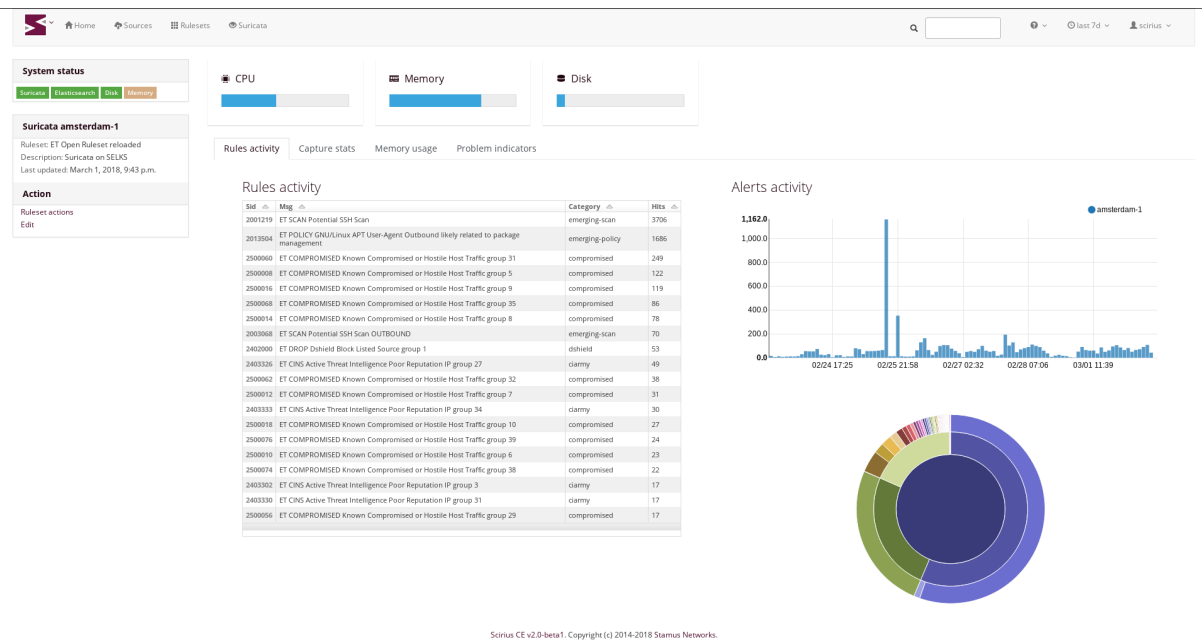 Home Sources Rulesets Suricata last 7d scirius
System status
Suricata Elasticsearch Disk Memory
Suricata amsterdam-1
Ruleset: ET Open Ruleset reloaded
Description: Suricata on SELKS
Last updated: March 1, 2018, 9:43 p.m.
Action
Ruleset actions
Edit
CPU Memory Disk
Rules activity Capture stats Memory usage Problem indicators
Rules activity
Sid Msg Category Hits
2001219 ET SCAN Potential SSH Scan emerging-scan 3706
2013504 ET POLICY GNU/Linux APT User-Agent Outbound likely related to package
management emerging-policy 1686
2500060 ET COMPROMISED Known Compromised or Hostile Host Traffic group 31 compromised 249
2500008 ET COMPROMISED Known Compromised or Hostile Host Traffic group 5 compromised 122
2500016 ET COMPROMISED Known Compromised or Hostile Host Traffic group 9 compromised 119
2500068 ET COMPROMISED Known Compromised or Hostile Host Traffic group 35 compromised 86
2500014 ET COMPROMISED Known Compromised or Hostile Host Traffic group 8 compromised 78
2003068 ET SCAN Potential SSH Scan OUTBOUND emerging-scan 70
2402000 ET DROP Dshield Block Listed Source group 1 dshield 53
2403326 ET CINS Active Threat Intelligence Poor Reputation IP group 27 ciarmy 49
2500062 ET COMPROMISED Known Compromised or Hostile Host Traffic group 32 compromised 38
2500012 ET COMPROMISED Known Compromised or Hostile Host Traffic group 7 compromised 31
2403333 ET CINS Active Threat Intelligence Poor Reputation IP group 34 ciarmy 30
2500018 ET COMPROMISED Known Compromised or Hostile Host Traffic group 10 compromised 27
2500076 ET COMPROMISED Known Compromised or Hostile Host Traffic group 39 compromised 24
2500010 ET COMPROMISED Known Compromised or Hostile Host Traffic group 6 compromised 23
2500074 ET COMPROMISED Known Compromised or Hostile Host Traffic group 38 compromised 22
2403302 ET CINS Active Threat Intelligence Poor Reputation IP group 3 ciarmy 17
2403330 ET CINS Active Threat Intelligence Poor Reputation IP group 31 ciarmy 17
2500056 ET COMPROMISED Known Compromised or Hostile Host Traffic group 29 compromised 17
Alerts activity
amsterdam-1
1,162.0
1,000.0
800.0
600.0
400.0
200.0
0.0
02/24 17:25 02/25 21:58 02/27 02:32 02/28 07:06 03/01 11:39
Scirius CE v2.0-beta1. Copyright (c) 2014-2018 Stamus Networks.